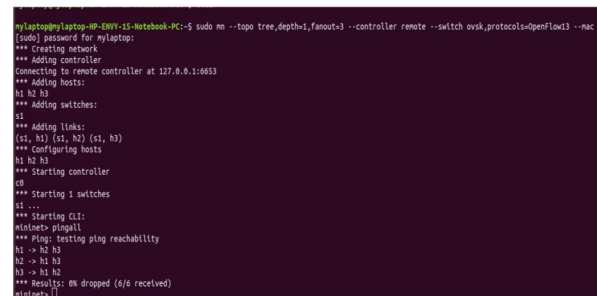 mylaptop@mylaptop-HP-ENVY-15-Notebook-PC:~$ sudo mn --topo tree,depth=1,fanout=3 --controller remote --switch ovsk,protocols=OpenFlow13 --mac
[sudo] password for mylaptop:
*** Creating network
*** Adding controller
Connecting to remote controller at 127.0.0.1:6653
*** Adding hosts:
h1 h2 h3
*** Adding switches:
s1
*** Adding links:
(s1, h1) (s1, h2) (s1, h3)
*** Configuring hosts
h1 h2 h3
*** Starting controller
c0
*** Starting 1 switches
s1 ...
*** Starting CLI:
mininet> pingall
*** Ping: testing ping reachability
h1 -> h2 h3
h2 -> h1 h3
h3 -> h1 h2
*** Results: 0% dropped (6/6 received)
mininet>